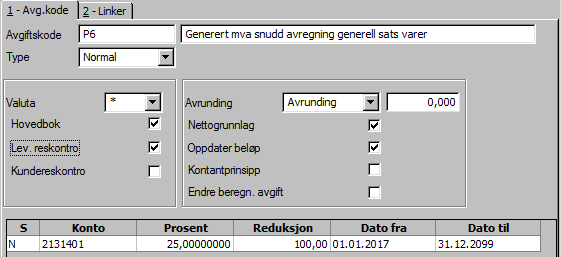 1 - Avg.kode 2 - Linker
Avgiftskode P6 Generert mva snudd avregning generell sats varer
Type Normal
Valuta * Avrunding Avrunding 0,000
Hovedbok Nettogrunnlag
Lev. reskontro Oppdater beløp
Kundereskontro Kontantprinsipp
Endre beregn. avgift
S Konto Prosent Reduksjon Dato fra Dato til
N 2131401 25,00000000 100,00 01.01.2017 31.12.2099